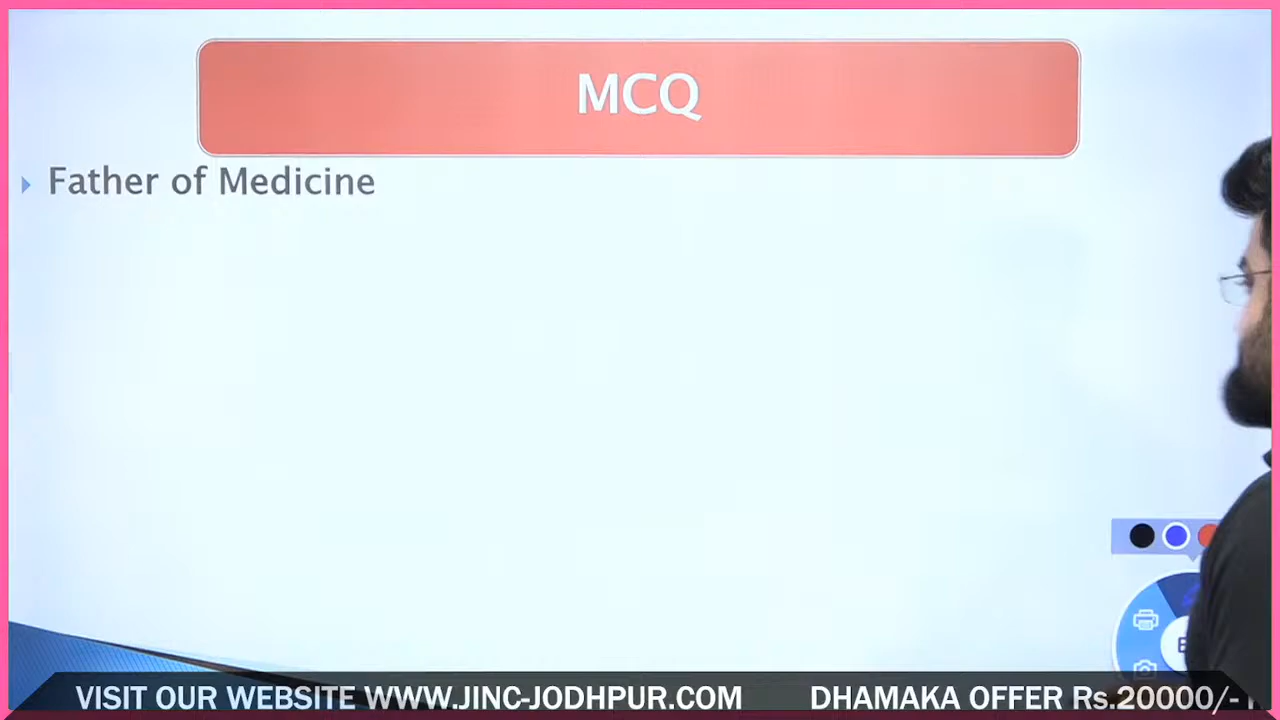 MCQ
Father of Medicine
VISIT OUR WEBSITE WWW.JINC-JODHPUR.COM DHAMAKA OFFER Rs.20000/-